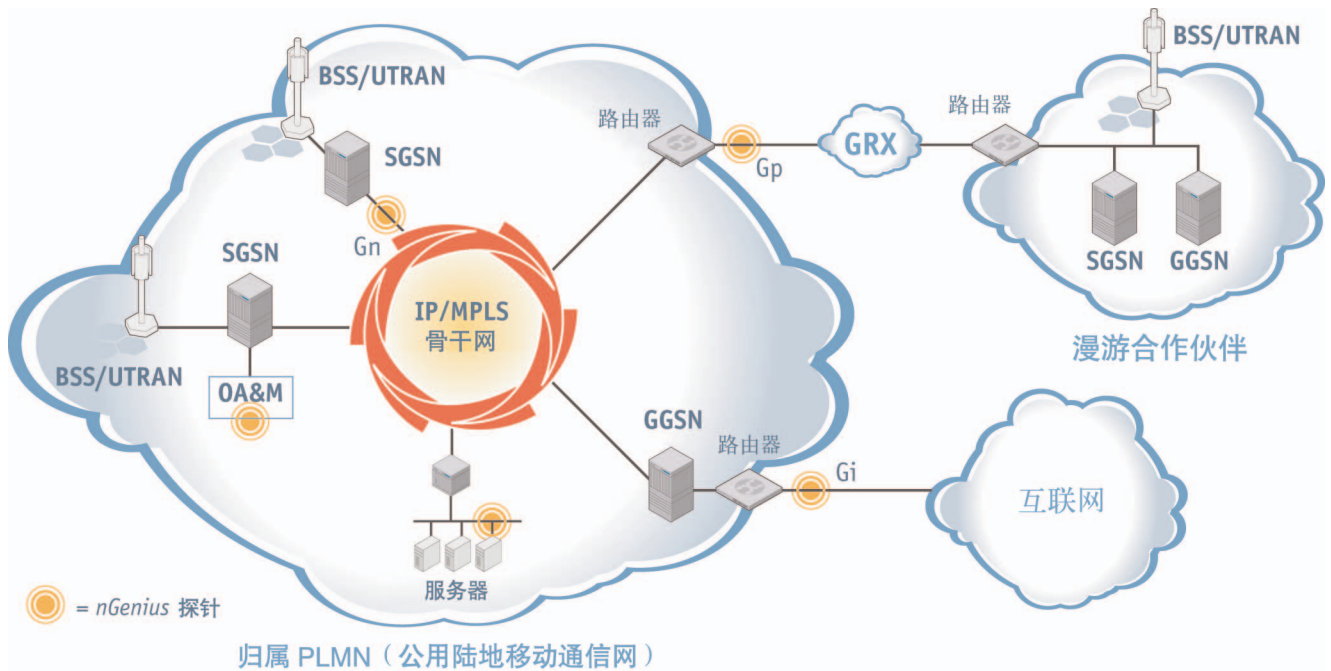 BSS/UTRAN
SGSN
Gn
SGSN
BSS/UTRAN
OA&M
IP/MPLS
骨干网
路由器
Gp
GRX
路由器
BSS/UTRAN
SGSN
GGSN
漫游合作伙伴
GGSN
路由器
Gi
互联网
服务器
= nGenius 探针
归属 PLMN（公用陆地移动通信网）